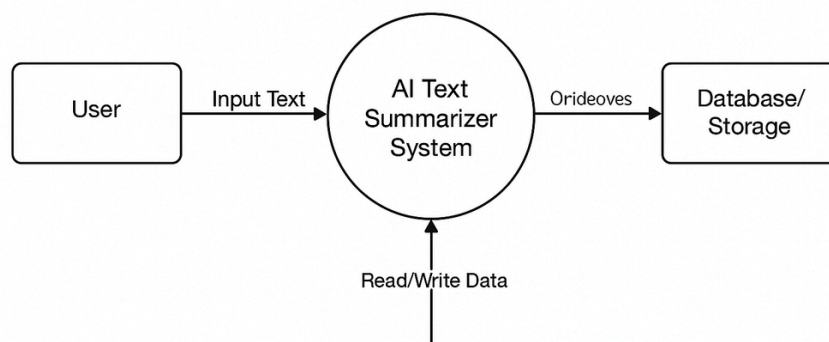 User
Input Text
AI Text
Summarizer
System
Orideoves
Database/
Storage
Read/Write Data